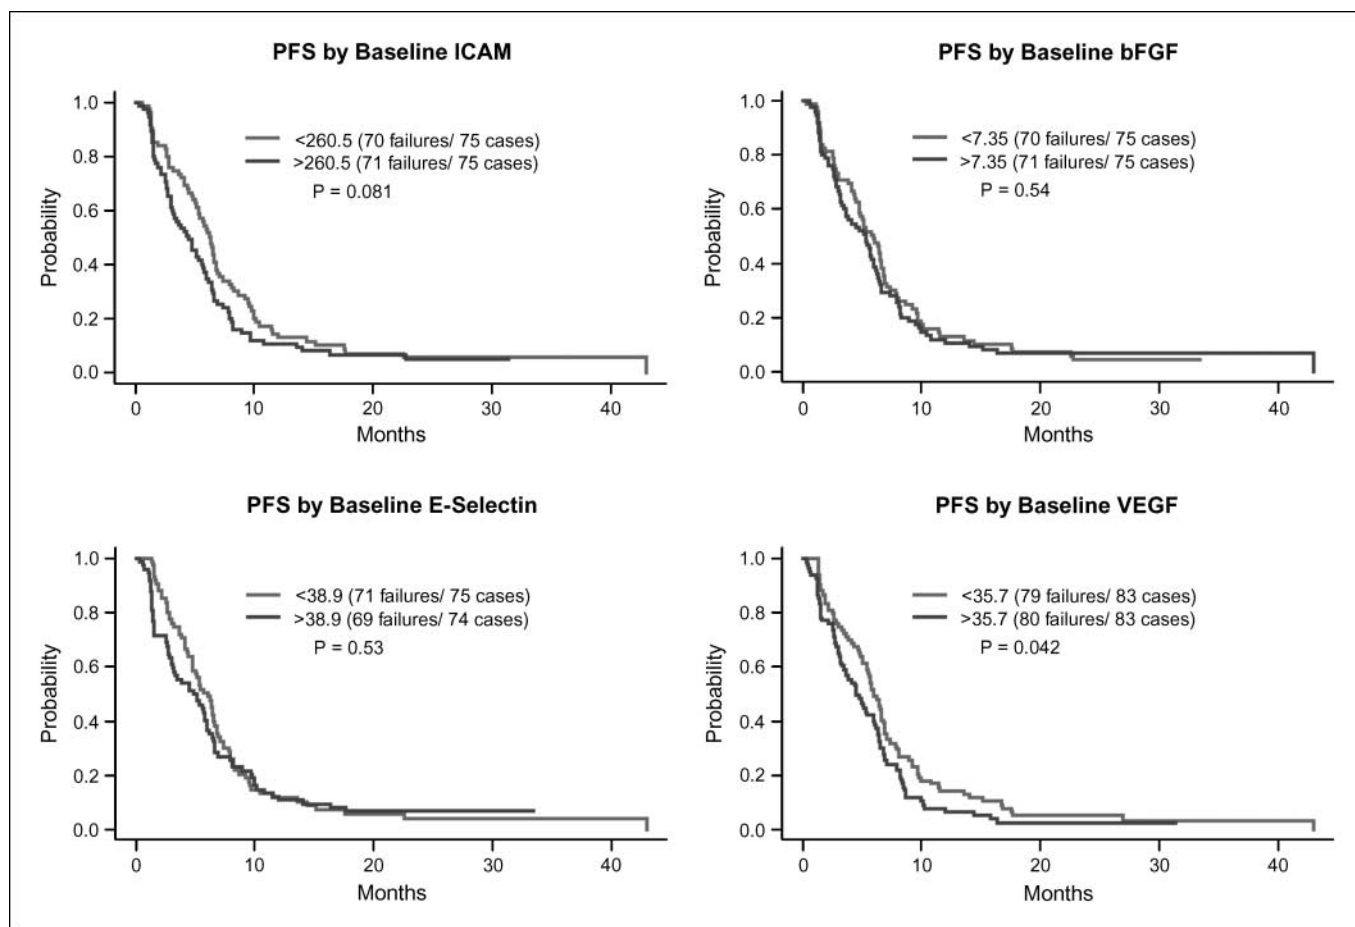 PFS by Baseline ICAM
1.0
0.8
0.6
0.4
0.2
0.0
Probability
<260.5 (70 failures/ 75 cases)
>260.5 (71 failures/ 75 cases)
P = 0.081
0 10 20 30 40
Months
PFS by Baseline bFGF
1.0
0.8
0.6
0.4
0.2
0.0
Probability
<7.35 (70 failures/ 75 cases)
>7.35 (71 failures/ 75 cases)
P = 0.54
0 10 20 30 40
Months
PFS by Baseline E-Selectin
1.0
0.8
0.6
0.4
0.2
0.0
Probability
<38.9 (71 failures/ 75 cases)
>38.9 (69 failures/ 74 cases)
P = 0.53
0 10 20 30 40
Months
PFS by Baseline VEGF
1.0
0.8
0.6
0.4
0.2
0.0
Probability
<35.7 (79 failures/ 83 cases)
>35.7 (80 failures/ 83 cases)
P = 0.042
0 10 20 30 40
Months